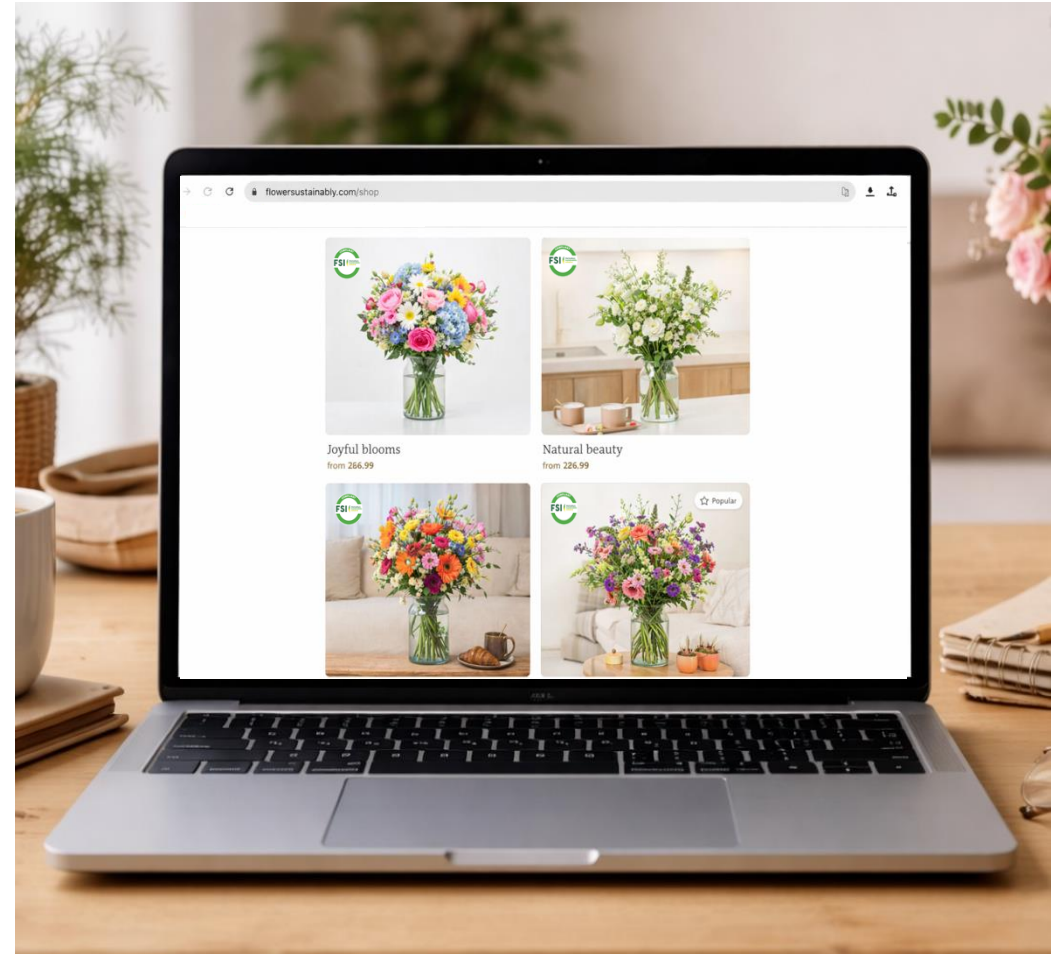 flowersustainably.com/shop
FSI
FSI
Joyful blooms
from 266.99
Natural beauty
from 226.99
FSI
FSI
Popular